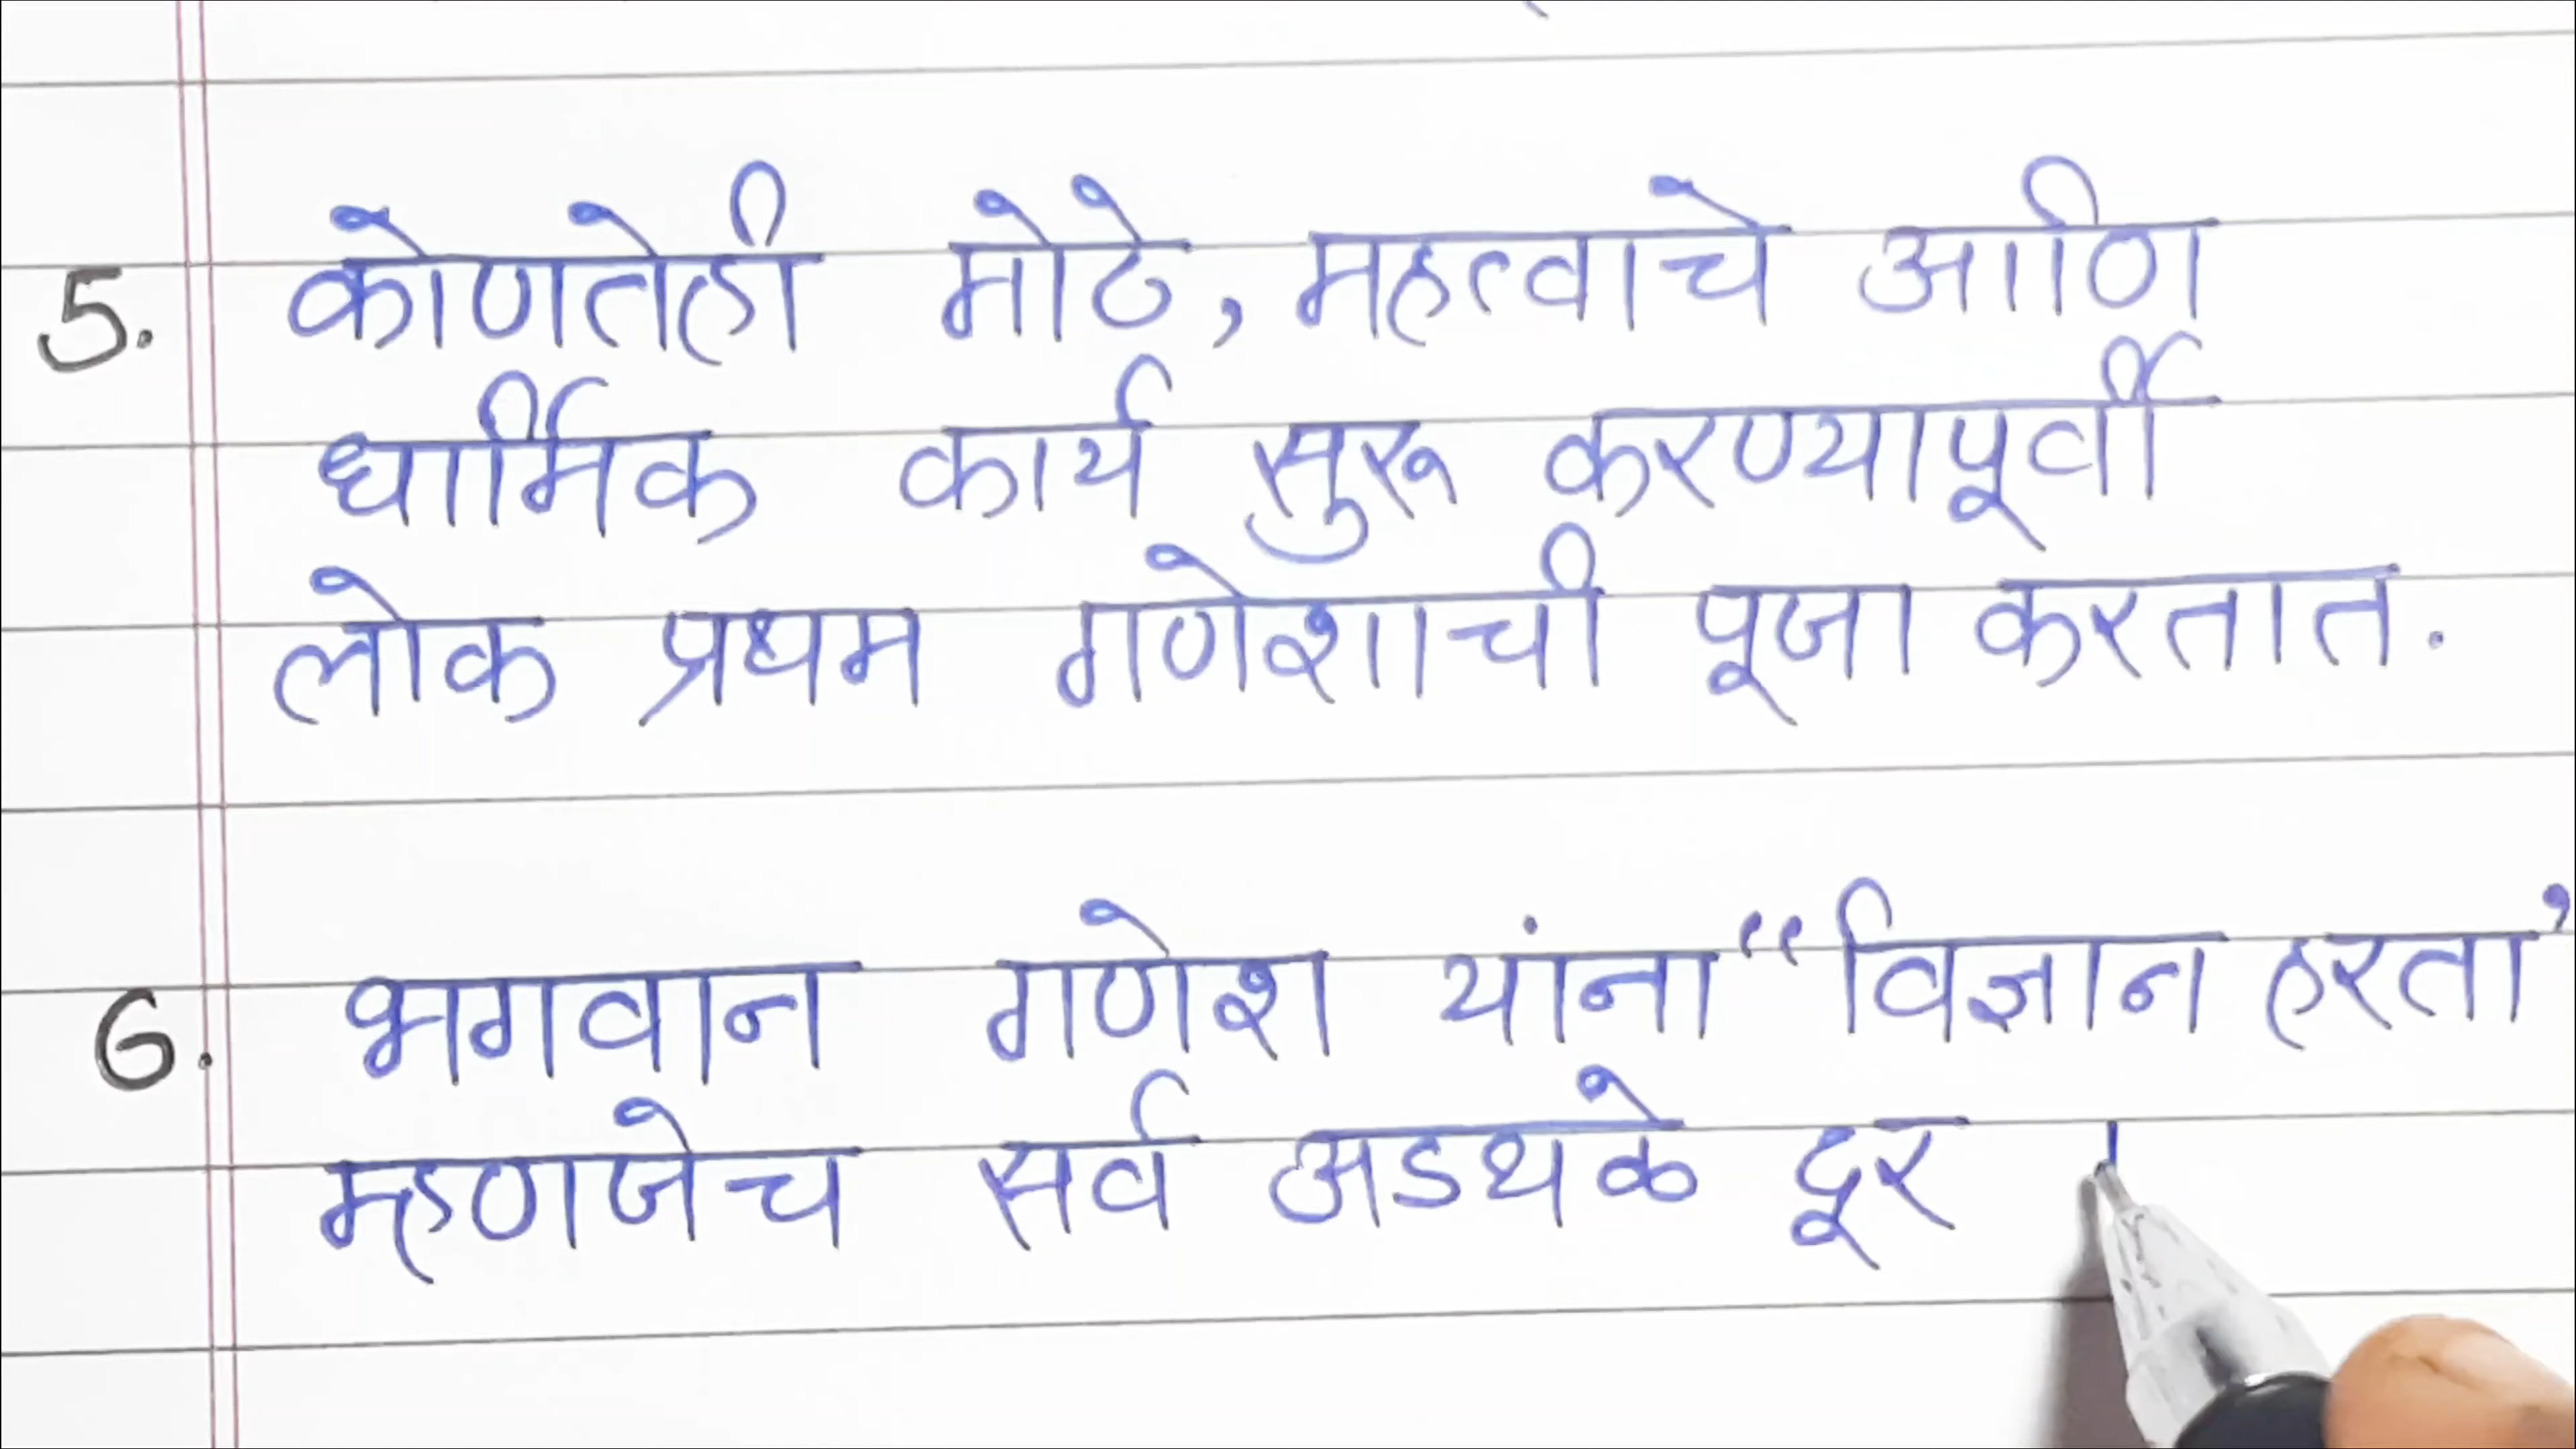 5. कोणतेही मोठे, महत्वाचे आणि
धार्मिक कार्य सुरू करण्यापूर्वी
लोक प्रथम गणेशाची पूजा करतात.
6. भगवान गणेश यांना "विज्ञान हरता"
म्हणजेच सर्व अडथळे दूर